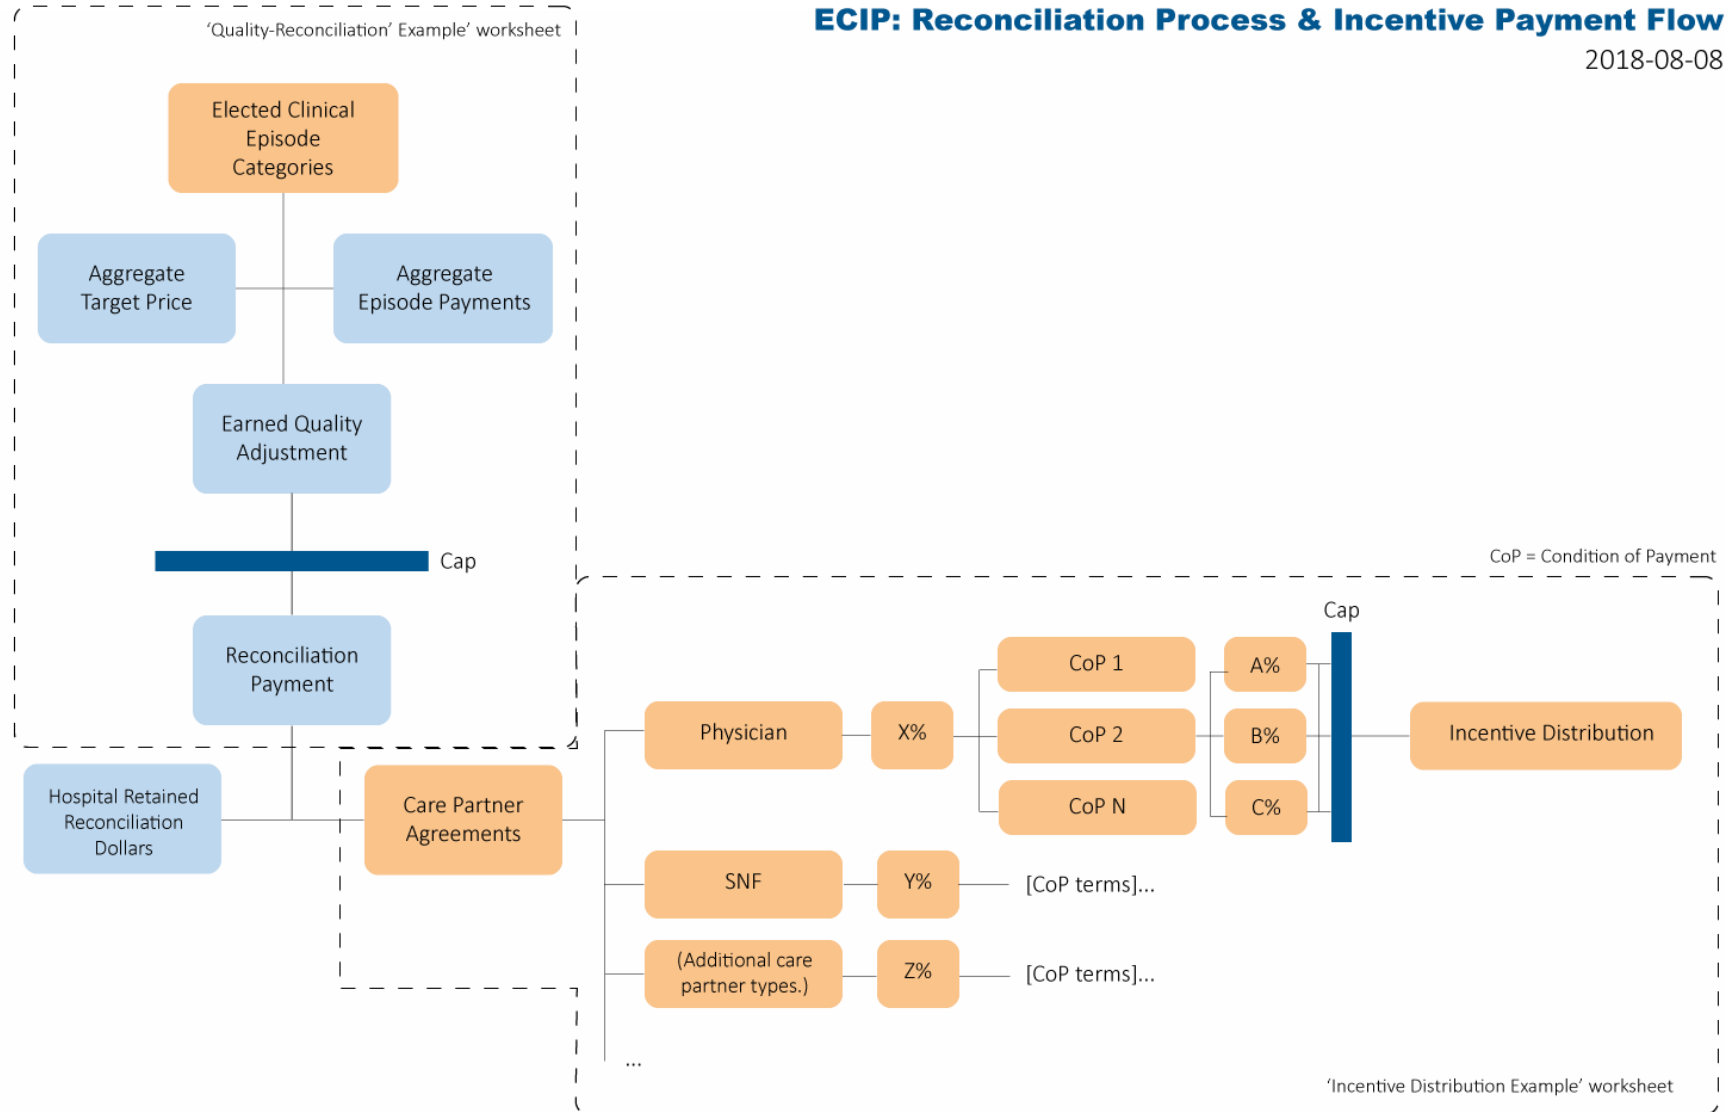 ‘Quality-Reconciliation’ Example’ worksheet
ECIP: Reconciliation Process & Incentive Payment Flow
2018-08-08
Elected Clinical
Episode
Categories
Aggregate
Target Price
Aggregate
Episode Payments
Earned Quality
Adjustment
Cap
Reconciliation
Payment
Hospital Retained
Reconciliation
Dollars
Care Partner
Agreements
CoP = Condition of Payment
Cap
Physician
X%
CoP 1
CoP 2
CoP N
A%
B%
C%
Incentive Distribution
SNF
Y%
[CoP terms]...
(Additional care
partner types.)
Z%
[CoP terms]...
...
‘Incentive Distribution Example’ worksheet